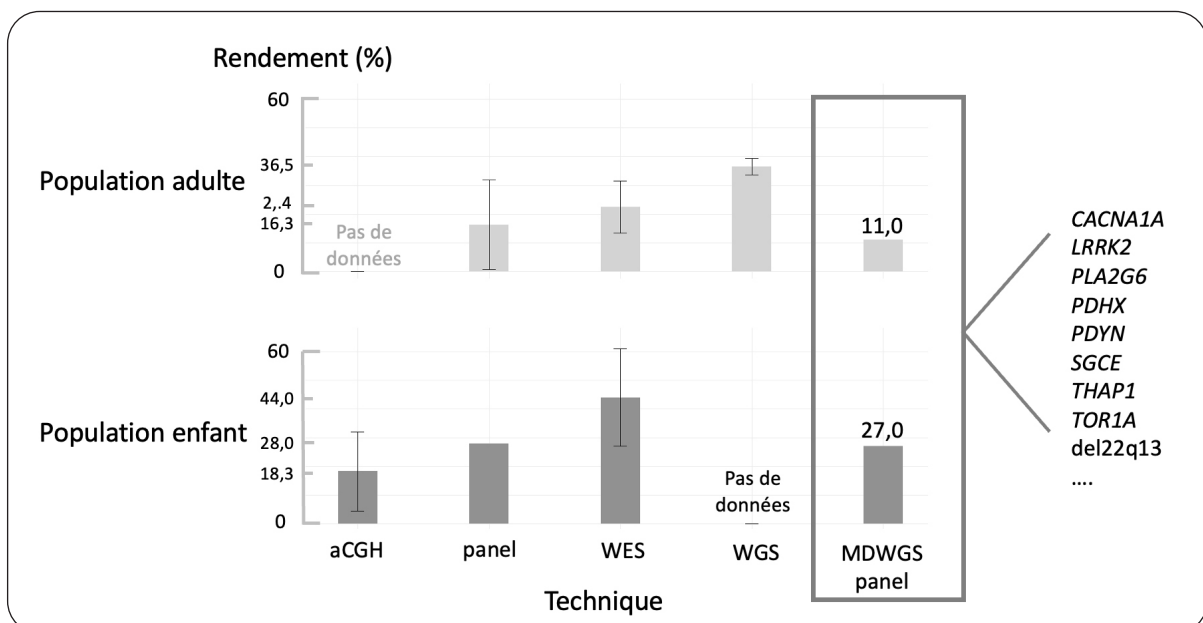 Rendement (%)
Population adulte
60
36,5
2,.4
16,3
0
Pas de
données
11,0
Population enfant
60
44,0
28,0
18,3
0
Pas de
données
27,0
aCGH
panel
WES
WGS
MDWGS
panel
Technique
CACNA1A
LRRK2
PLA2G6
PDHX
PDYN
SGCE
THAP1
TOR1A
del22q13
....